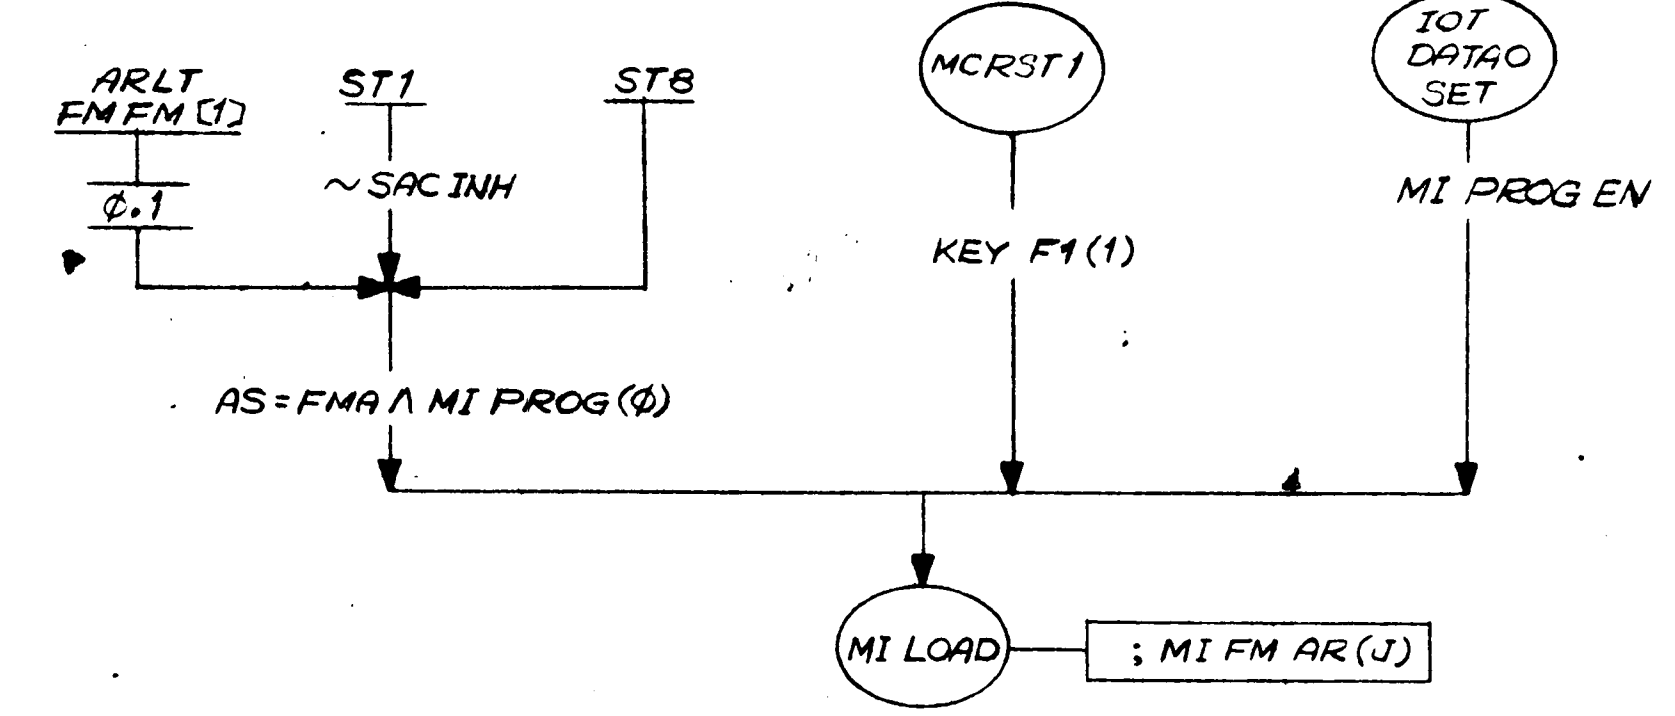 ARLT
FM FM [1]
ST1
ST8
MCRST1
IOT
DATAO
SET
ø.1
~ SAC INH
MI PROG EN
KEY F1(1)
AS = FMA Λ MI PROG(ø)
MI LOAD
; MI FM AR(J)